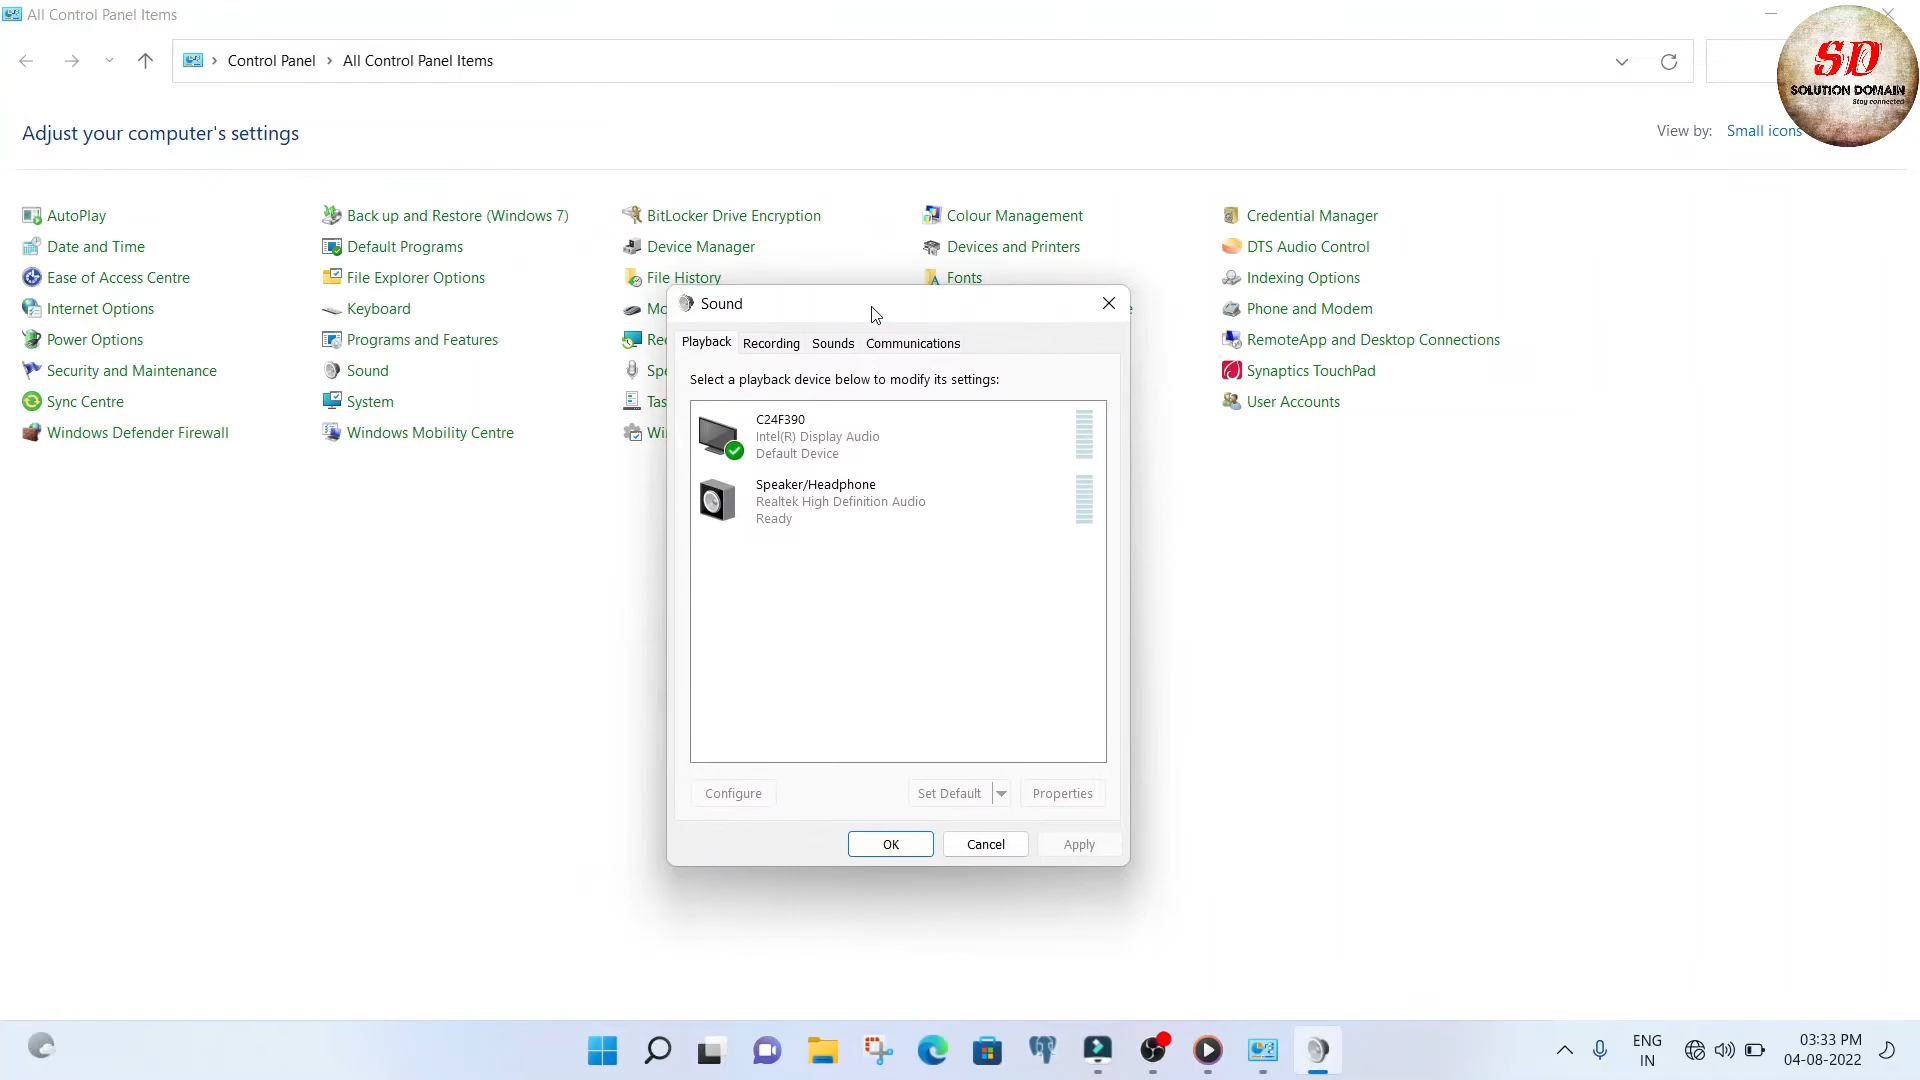 All Control Panel Items
Control Panel
All Control Panel Items
SD
SOLUTION DOMAIN
Stay connected
Adjust your computer's settings
View by:
Small icons
AutoPlay
Back up and Restore (Windows 7)
BitLocker Drive Encryption
Colour Management
Credential Manager
Date and Time
Default Programs
Device Manager
Devices and Printers
DTS Audio Control
Ease of Access Centre
File Explorer Options
File History
Fonts
Indexing Options
Internet Options
Keyboard
Phone and Modem
Power Options
Programs and Features
RemoteApp and Desktop Connections
Security and Maintenance
Sound
Synaptics TouchPad
Sync Centre
System
User Accounts
Windows Defender Firewall
Windows Mobility Centre
Sound
Playback
Recording
Sounds
Communications
Select a playback device below to modify its settings:
C24F390
Intel(R) Display Audio
Default Device
Speaker/Headphone
Realtek High Definition Audio
Ready
Configure
Set Default
Properties
OK
Cancel
Apply
ENG
IN
03:33 PM
04-08-2022